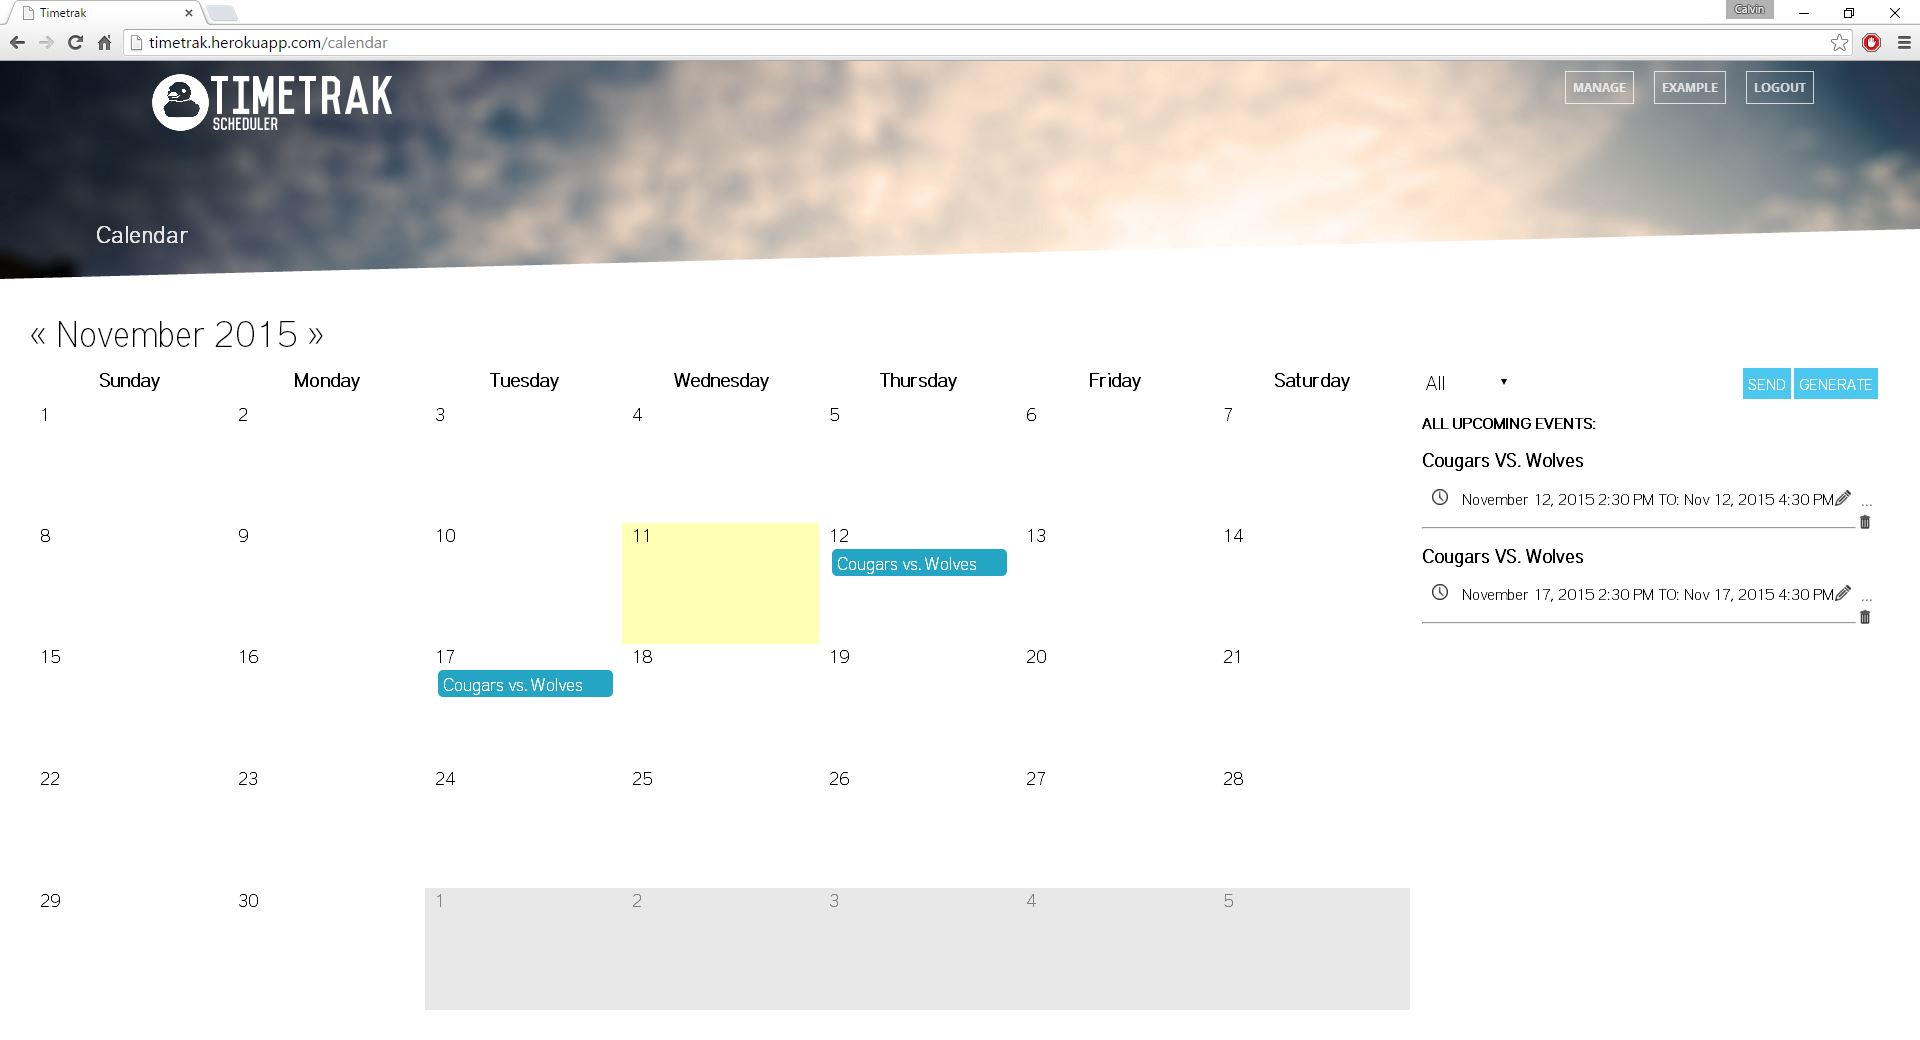 Timetrak
Calvin
timetrak.herokuapp.com/calendar
TIMETRAK
SCHEDULER
MANAGE EXAMPLE LOGOUT
Calendar
« November 2015 »
Sunday Monday Tuesday Wednesday Thursday Friday Saturday
1 2 3 4 5 6 7
8 9 10 11 12 13 14
Cougars vs. Wolves
15 16 17 18 19 20 21
Cougars vs. Wolves
22 23 24 25 26 27 28
29 30 1 2 3 4 5
All
SEND GENERATE
ALL UPCOMING EVENTS:
Cougars VS. Wolves
November 12, 2015 2:30 PM TO: Nov 12, 2015 4:30 PM ...
Cougars VS. Wolves
November 17, 2015 2:30 PM TO: Nov 17, 2015 4:30 PM ...